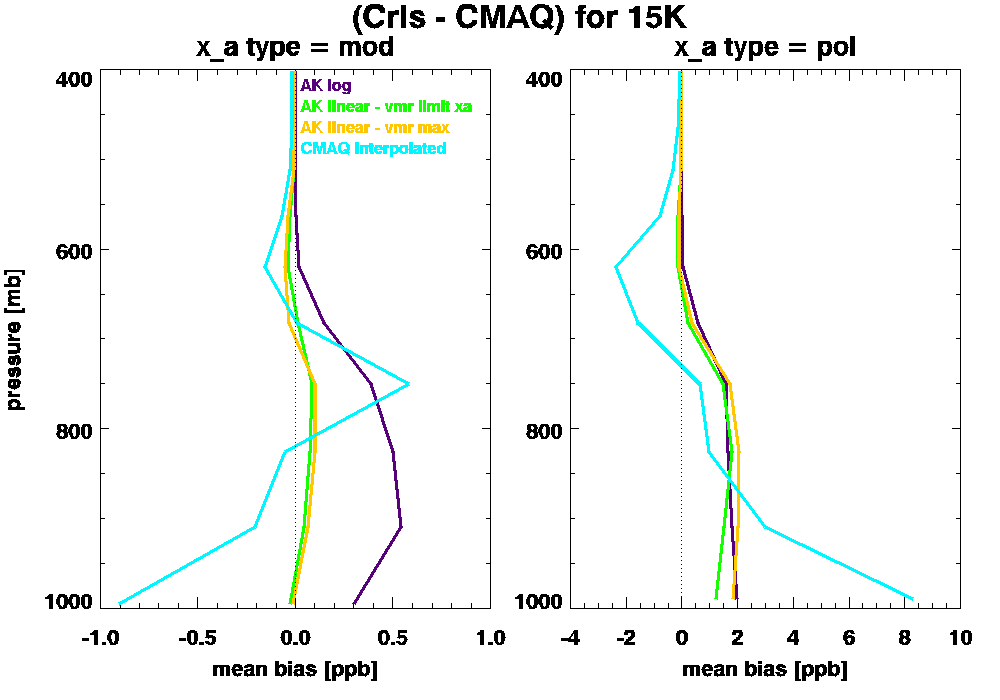 (CrIs - CMAQ) for 15K
x_a type = mod
x_a type = pol
400
600
800
1000
pressure [mb]
AK log
AK linear - vmr limit xa
AK linear - vmr max
CMAQ interpolated
-1.0 -0.5 0.0 0.5 1.0
mean bias [ppb]
400
600
800
1000
-4 -2 0 2 4 6 8 10
mean bias [ppb]